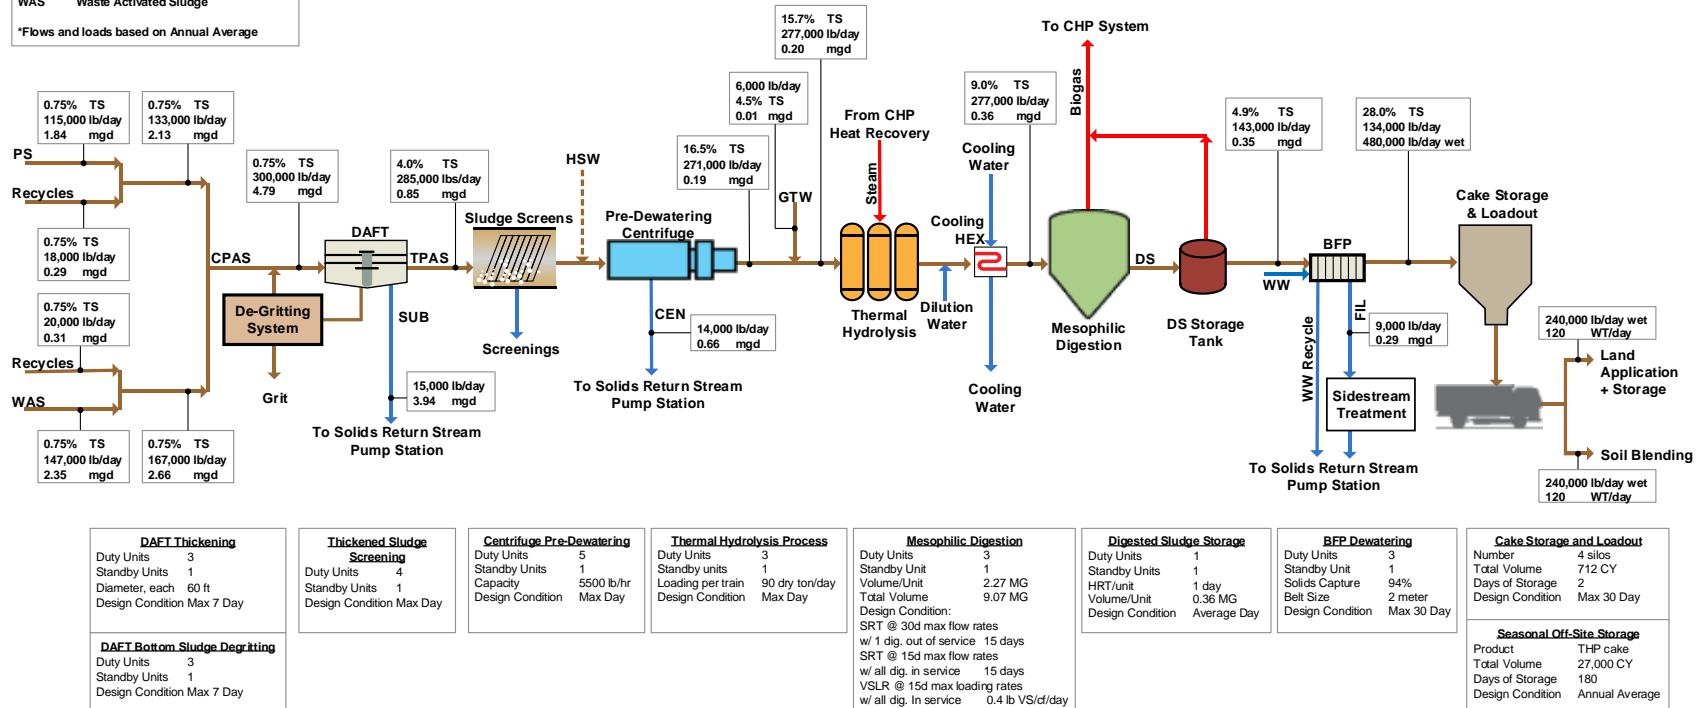 WAS Waste Activated Sludge
*Flows and loads based on Annual Average
0.75% TS
115,000 lb/day
1.84 mgd
0.75% TS
133,000 lb/day
2.13 mgd
PS
Recycles
0.75% TS
18,000 lb/day
0.29 mgd
0.75% TS
20,000 lb/day
0.31 mgd
Recycles
WAS
0.75% TS
147,000 lb/day
2.35 mgd
0.75% TS
167,000 lb/day
2.66 mgd
CPAS
0.75% TS
300,000 lb/day
4.79 mgd
De-Gritting
System
Grit
DAFT
SUB
15,000 lb/day
3.94 mgd
To Solids Return Stream
Pump Station
4.0% TS
285,000 lbs/day
0.85 mgd
TPAS
Sludge Screens
Screenings
HSW
Pre-Dewatering
Centrifuge
CEN
14,000 lb/day
0.66 mgd
To Solids Return Stream
Pump Station
16.5% TS
271,000 lb/day
0.19 mgd
6,000 lb/day
4.5% TS
0.01 mgd
GTW
15.7% TS
277,000 lb/day
0.20 mgd
From CHP
Heat Recovery
Steam
Thermal
Hydrolysis
Dilution
Water
Cooling
Water
Cooling
HEX
Cooling
Water
9.0% TS
277,000 lb/day
0.36 mgd
To CHP System
Biogas
Mesophilic
Digestion
DS
DS Storage
Tank
4.9% TS
143,000 lb/day
0.35 mgd
WW
BFP
WW Recycle
FIL
9,000 lb/day
0.29 mgd
Sidestream
Treatment
To Solids Return Stream
Pump Station
28.0% TS
134,000 lb/day
480,000 lb/day wet
Cake Storage
& Loadout
240,000 lb/day wet
120 WT/day
Land
Application
+ Storage
Soil Blending
240,000 lb/day wet
120 WT/day
DAFT Thickening
Duty Units 3
Standby Units 1
Diameter, each 60 ft
Design Condition Max 7 Day
DAFT Bottom Sludge Degritting
Duty Units 3
Standby Units 1
Design Condition Max 7 Day
Thickened Sludge
Screening
Duty Units 4
Standby Units 1
Design Condition Max Day
Centrifuge Pre-Dewatering
Duty Units 5
Standby Units 1
Capacity 5500 lb/hr
Design Condition Max Day
Thermal Hydrolysis Process
Duty Units 3
Standby units 1
Loading per train 90 dry ton/day
Design Condition Max Day
Mesophilic Digestion
Duty Units 3
Standby Unit 1
Volume/Unit 2.27 MG
Total Volume 9.07 MG
Design Condition:
SRT @ 30d max flow rates
w/ 1 dig. out of service 15 days
SRT @ 15d max flow rates
w/ all dig. in service 15 days
VSLR @ 15d max loading rates
w/ all dig. In service 0.4 lb VS/cf/day
Digested Sludge Storage
Duty Units 1
Standby Units 1
HRT/unit 1 day
Volume/Unit 0.36 MG
Design Condition Average Day
BFP Dewatering
Duty Units 3
Standby Unit 1
Solids Capture 94%
Belt Size 2 meter
Design Condition Max 30 Day
Cake Storage and Loadout
Number 4 silos
Total Volume 712 CY
Days of Storage 2
Design Condition Max 30 Day
Seasonal Off-Site Storage
Product THP cake
Total Volume 27,000 CY
Days of Storage 180
Design Condition Annual Average